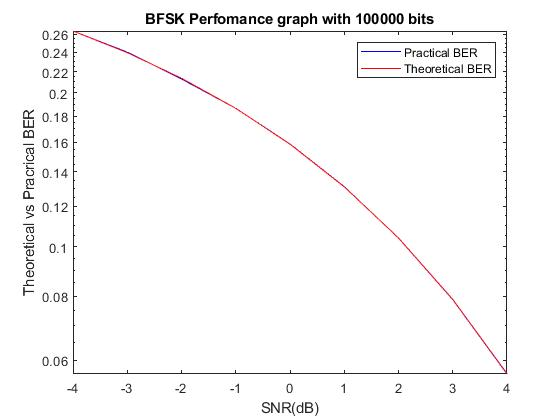 BFSK Perfomance graph with 100000 bits
Practical BER
Theoretical BER
Theoretical vs Pracrical BER
0.26
0.24
0.22
0.2
0.18
0.16
0.14
0.12
0.1
0.08
0.06
-4 -3 -2 -1 0 1 2 3 4
SNR(dB)